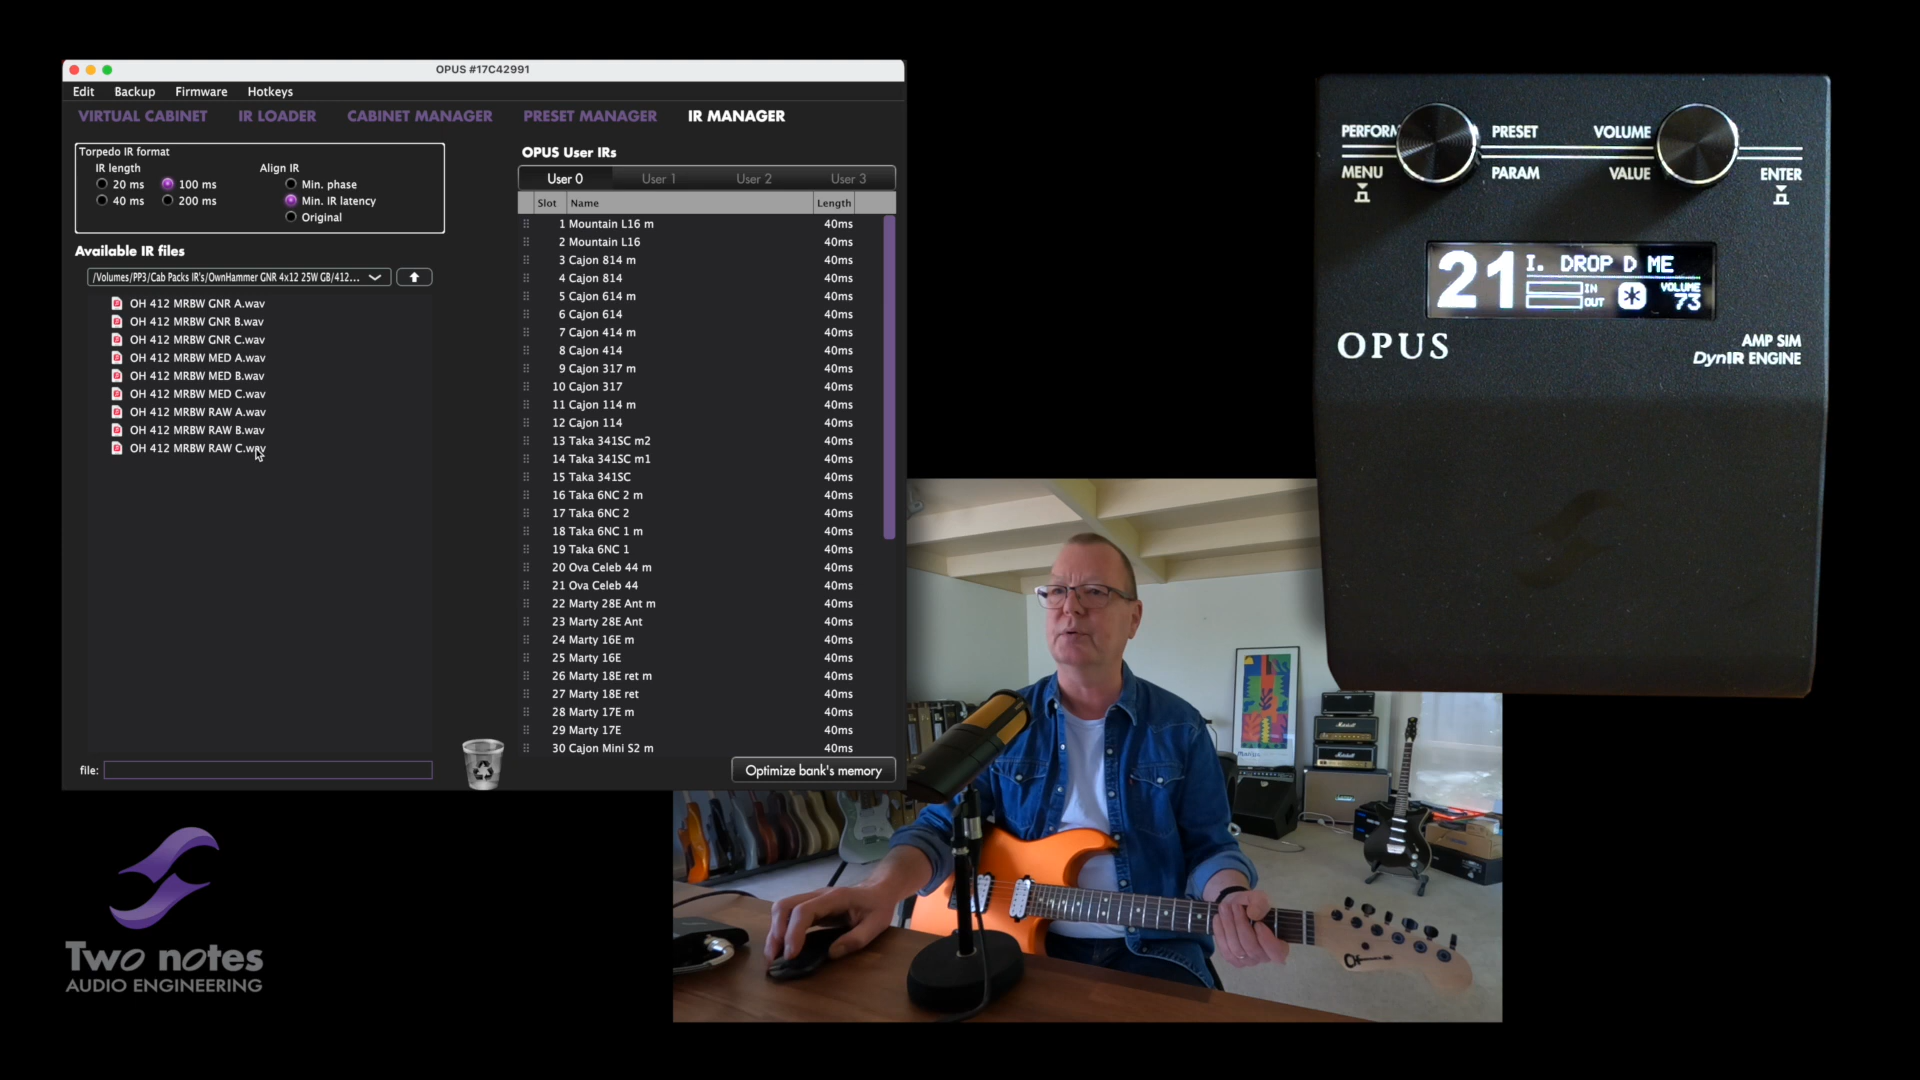 OPUS #17C42991
Edit Backup Firmware Hotkeys
VIRTUAL CABINET IR LOADER CABINET MANAGER PRESET MANAGER IR MANAGER
Torpedo IR format
IR length Align IR
20 ms 100 ms Min. phase
40 ms 200 ms Min. IR latency
Original
Available IR files
/Volumes/PP3/Cab Packs IR's/OwnHammer GNR 4x12 25W GB/412...
OH 412 MRBW GNR A.wav
OH 412 MRBW GNR B.wav
OH 412 MRBW GNR C.wav
OH 412 MRBW MED A.wav
OH 412 MRBW MED B.wav
OH 412 MRBW MED C.wav
OH 412 MRBW RAW A.wav
OH 412 MRBW RAW B.wav
OH 412 MRBW RAW C.wav
file:
OPUS User IRs
User 0 User 1 User 2 User 3
Slot Name Length
1 Mountain L16 m 40ms
2 Mountain L16 40ms
3 Cajon 814 m 40ms
4 Cajon 814 40ms
5 Cajon 614 m 40ms
6 Cajon 614 40ms
7 Cajon 414 m 40ms
8 Cajon 414 40ms
9 Cajon 317 m 40ms
10 Cajon 317 40ms
11 Cajon 114 m 40ms
12 Cajon 114 40ms
13 Taka 341SC m2 40ms
14 Taka 341SC m1 40ms
15 Taka 341SC 40ms
16 Taka 6NC 2 m 40ms
17 Taka 6NC 2 40ms
18 Taka 6NC 1 m 40ms
19 Taka 6NC 1 40ms
20 Ova Celeb 44 m 40ms
21 Ova Celeb 44 40ms
22 Marty 28E Ant m 40ms
23 Marty 28E Ant 40ms
24 Marty 16E m 40ms
25 Marty 16E 40ms
26 Marty 18E ret m 40ms
27 Marty 18E ret 40ms
28 Marty 17E m 40ms
29 Marty 17E 40ms
30 Cajon Mini S2 m 40ms
Optimize bank's memory
PERFORM PRESET VOLUME
MENU PARAM VALUE ENTER
21 I. DROP D ME
IN
OUT
VOLUME
73
OPUS
AMP SIM
DynIR ENGINE
Two notes
AUDIO ENGINEERING
Marshall
Marshall